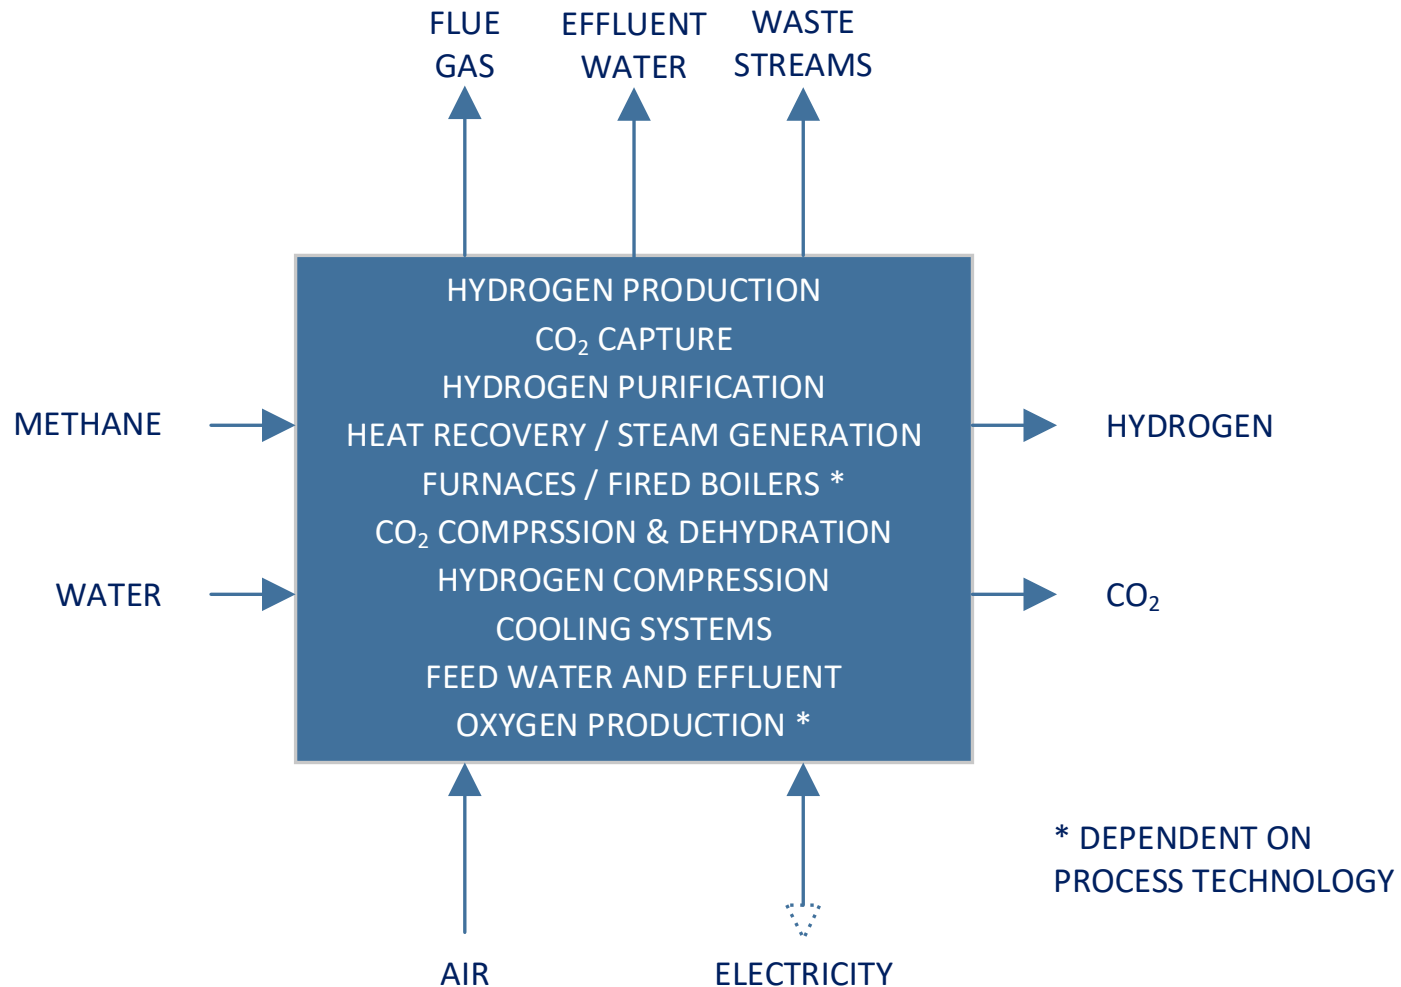 FLUE
GAS
EFFLUENT
WATER
WASTE
STREAMS
HYDROGEN PRODUCTION
CO₂ CAPTURE
HYDROGEN PURIFICATION
HEAT RECOVERY / STEAM GENERATION
FURNACES / FIRED BOILERS *
CO₂ COMPRSSION & DEHYDRATION
HYDROGEN COMPRESSION
COOLING SYSTEMS
FEED WATER AND EFFLUENT
OXYGEN PRODUCTION *
METHANE
WATER
HYDROGEN
CO₂
AIR
ELECTRICITY
* DEPENDENT ON
PROCESS TECHNOLOGY